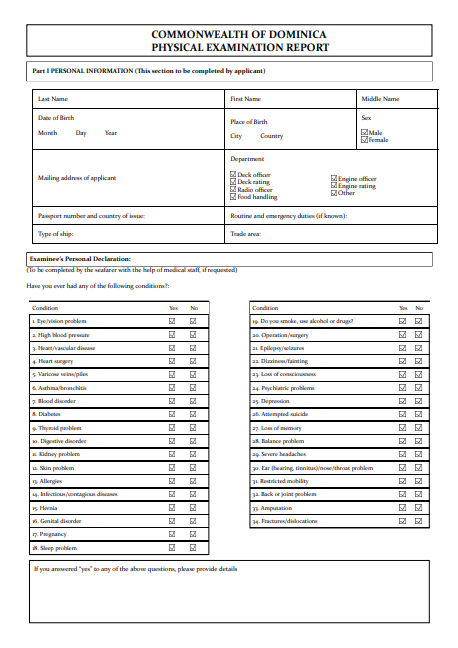 COMMONWEALTH OF DOMINICA
PHYSICAL EXAMINATION REPORT
Part I PERSONAL INFORMATION (This section to be completed by applicant)
Last Name
First Name
Middle Name
Date of Birth
Month Day Year
Place of Birth
City Country
Sex
☑Male
☑Female
Mailing address of applicant
Department
☑Deck officer
☑Deck rating
☑Radio officer
☑Food handling
☑Engine officer
☑Engine rating
☑Other
Passport number and country of issue:
Routine and emergency duties (if known):
Type of ship:
Trade area:
Examinee's Personal Declaration:
(To be completed by the seafarer with the help of medical staff, if requested)
Have you ever had any of the following conditions?:
Condition Yes No
1. Eye/vision problem ☑ ☑
2. High blood pressure ☑ ☑
3. Heart/vascular disease ☑ ☑
4. Heart surgery ☑ ☑
5. Varicose veins/piles ☑ ☑
6. Asthma/bronchitis ☑ ☑
7. Blood disorder ☑ ☑
8. Diabetes ☑ ☑
9. Thytoid problem ☑ ☑
10. Digestive disorder ☑ ☑
11. Kidney problem ☑ ☑
12. Skin problem ☑ ☑
13. Allergies ☑ ☑
14. Infectious/contagious diseases ☑ ☑
15. Hernia ☑ ☑
16. Genital disorder ☑ ☑
17. Pregnancy ☑ ☑
18. Sleep problem ☑ ☑
Condition Yes No
19. Do you smoke, use alcohol or drugs? ☑ ☑
20. Operation/surgery ☑ ☑
21. Epilepsy/seizures ☑ ☑
22. Dizziness/fainting ☑ ☑
23. Loss of consciousness ☑ ☑
24. Psychiatric problems ☑ ☑
25. Depression ☑ ☑
26. Attempted suicide ☑ ☑
27. Loss of memory ☑ ☑
28. Balance problem ☑ ☑
29. Severe headaches ☑ ☑
30. Ear (hearing, tinnitus)/nose/throat problem ☑ ☑
31. Restricted mobility ☑ ☑
32. Back or joint problem ☑ ☑
33. Amputation ☑ ☑
34. Fractures/dislocations ☑ ☑
If you answered "yes" to any of the above questions, please provide details